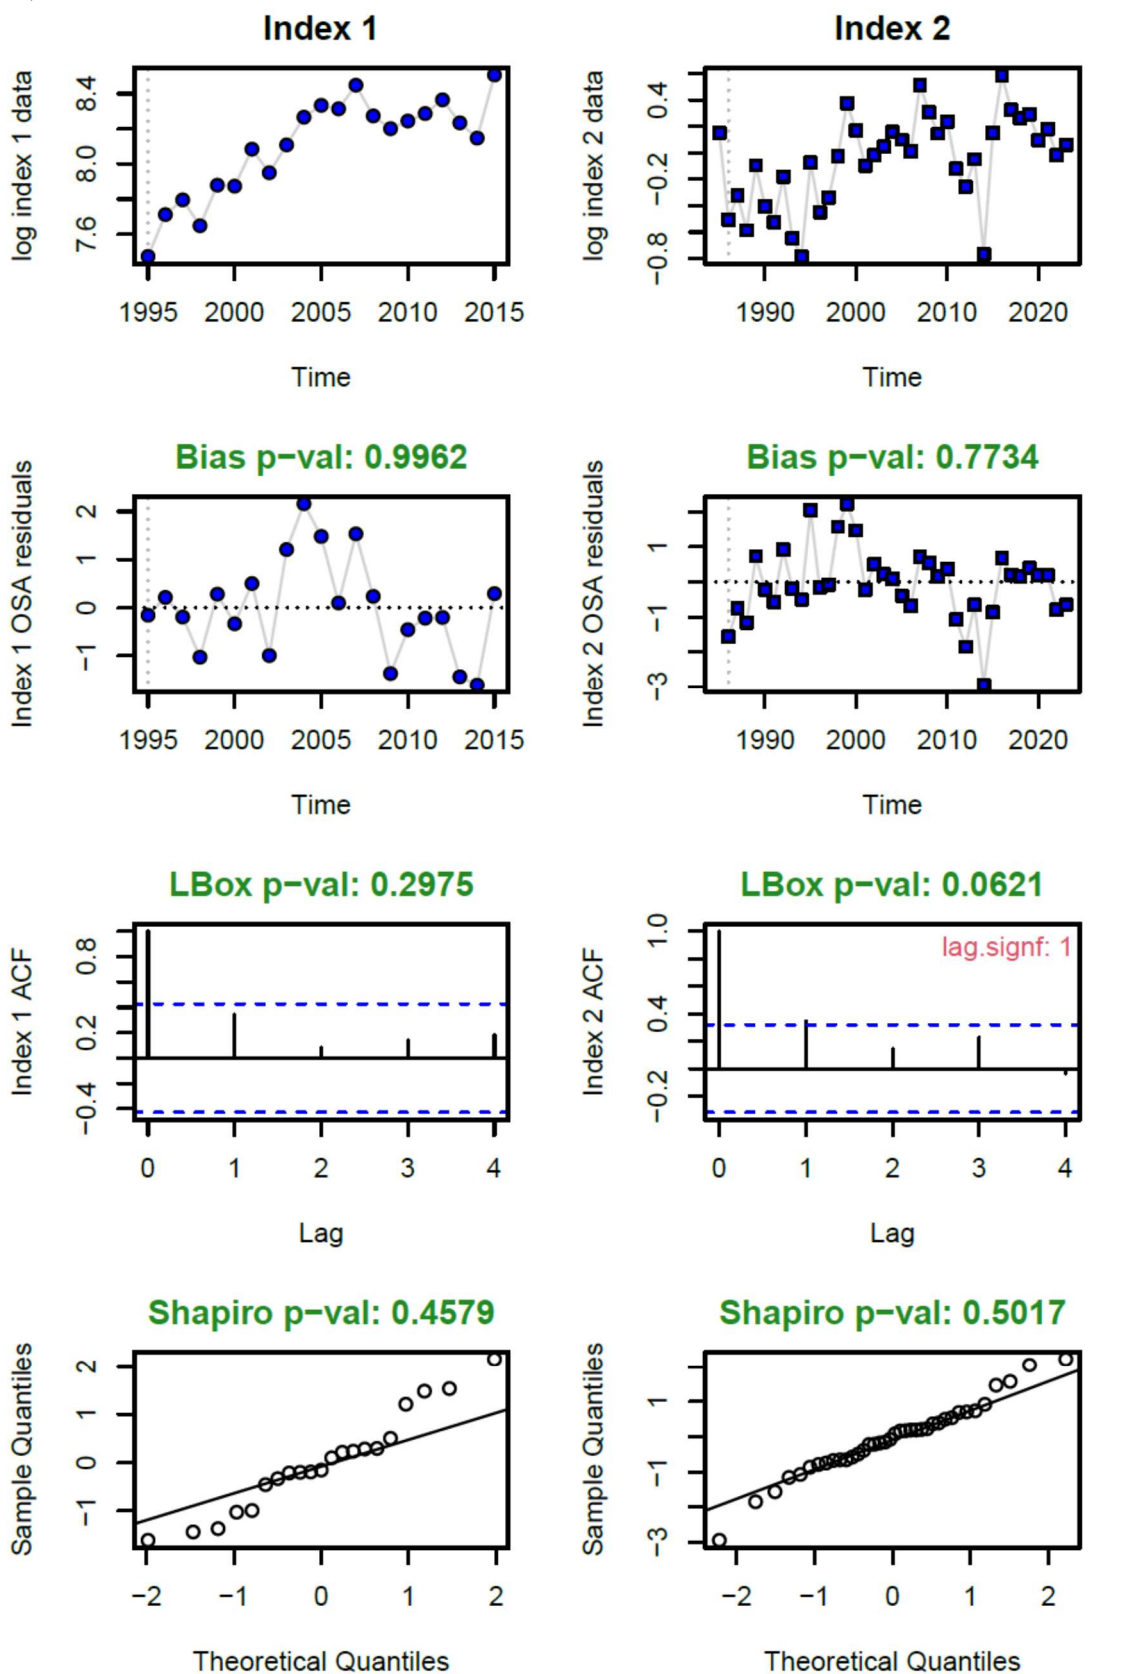 Index 1
log index 1 data
8.4
8.0
7.6
1995 2000 2005 2010 2015
Time
Index 2
log index 2 data
0.4
−0.2
−0.8
1990 2000 2010 2020
Time
Bias p−val: 0.9962
Index 1 OSA residuals
2
1
0
−1
1995 2000 2005 2010 2015
Time
Bias p−val: 0.7734
Index 2 OSA residuals
1
−1
−3
1990 2000 2010 2020
Time
LBox p−val: 0.2975
Index 1 ACF
0.8
0.2
−0.4
0 1 2 3 4
Lag
LBox p−val: 0.0621
Index 2 ACF
1.0
0.4
−0.2
lag.signf: 1
0 1 2 3 4
Lag
Shapiro p−val: 0.4579
Sample Quantiles
2
1
0
−1
−2 −1 0 1 2
Theoretical Quantiles
Shapiro p−val: 0.5017
Sample Quantiles
1
−1
−3
−2 −1 0 1 2
Theoretical Quantiles